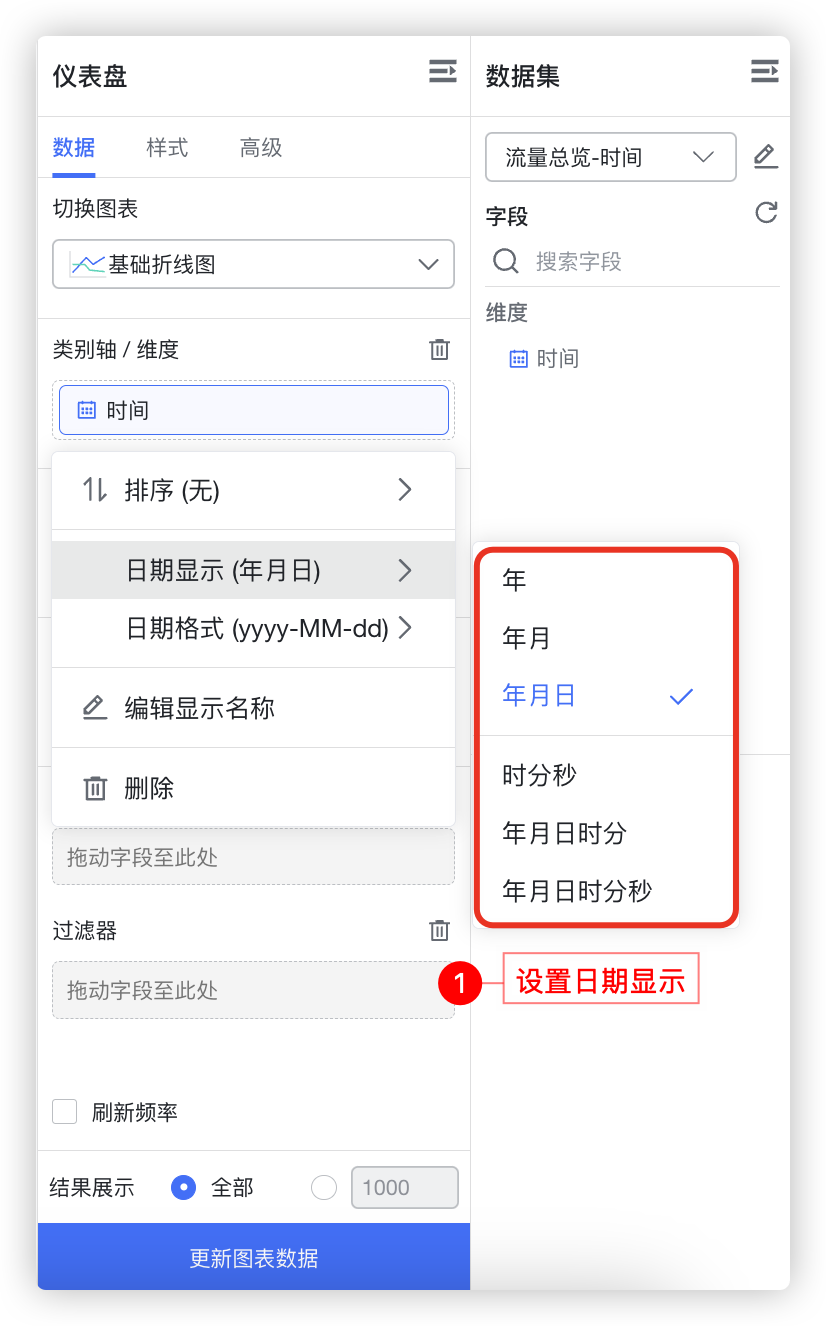 仪表盘
数据
样式
高级
切换图表
基础折线图
类别轴 / 维度
时间
排序 (无)
日期显示 (年月日)
日期格式 (yyyy-MM-dd)
编辑显示名称
删除
拖动字段至此处
过滤器
拖动字段至此处
刷新频率
结果展示
全部
1000
更新图表数据
数据集
流量总览-时间
字段
搜索字段
维度
时间
年
年月
年月日
时分秒
年月日时分
年月日时分秒
1
设置日期显示